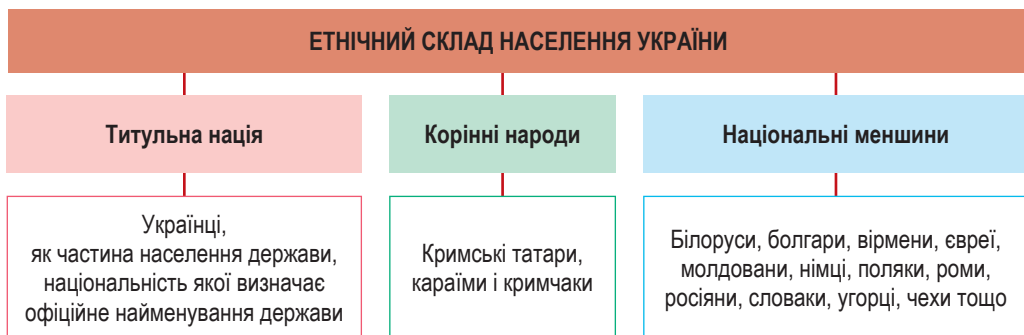 ЕТНІЧНИЙ СКЛАД НАСЕЛЕННЯ УКРАЇНИ
Титульна нація
Українці,
як частина населення держави,
національність якої визначає
офіційне найменування держави
Корінні народи
Кримські татари,
караїми і кримчаки
Національні меншини
Білоруси, болгари, вірмени, євреї,
молдовани, німці, поляки, роми,
росіяни, словаки, угорці, чехи тощо